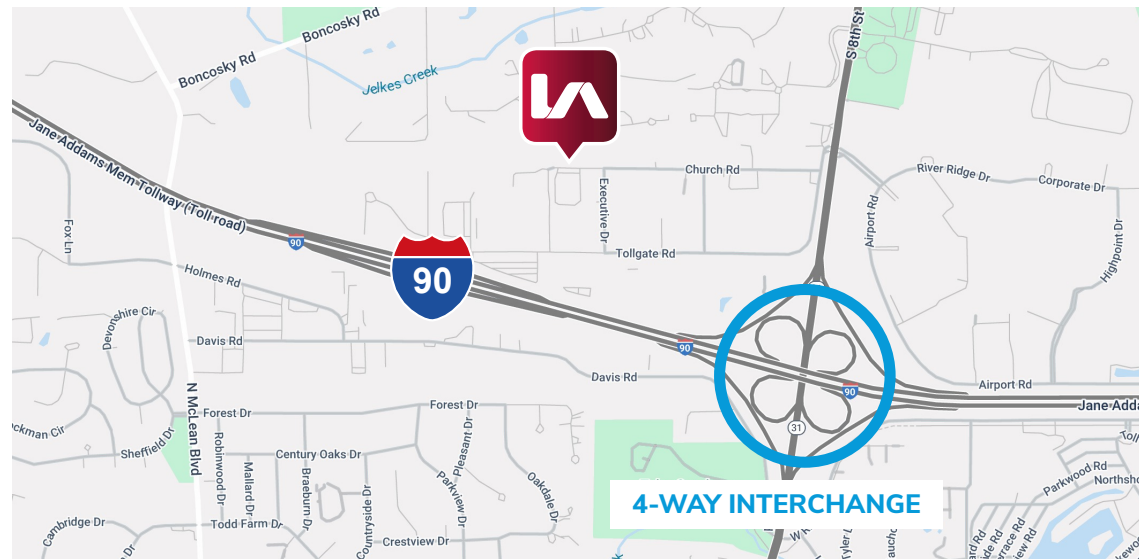 Boncosky Rd
Boncosky Rd
S 8th St
Jelkes Creek
LA
Jane Addams Mem Tollway (Toll road)
Church Rd
River Ridge Dr
Corporate Dr
Executive Dr
Airport Rd
Fox Ln
90
Tollgate Rd
Highpoint Dr
Holmes Rd
90
Devonshire Cir
Davis Rd
90
Davis Rd
90
Airport Rd
Jane Adda
N McLean Blvd
Forest Dr
Forest Dr
ckman Cir
Sheffield Dr
Robinwood Dr
Pleasant Dr
31
Century Oaks Dr
Mallard Dr
Braeburn Dr
Countryside Dr
Parkview Dr
Oakdale Dr
Parkwood Rd
Northsho
4-WAY INTERCHANGE
Cambridge Dr
Todd Farm Dr
Crestview Dr